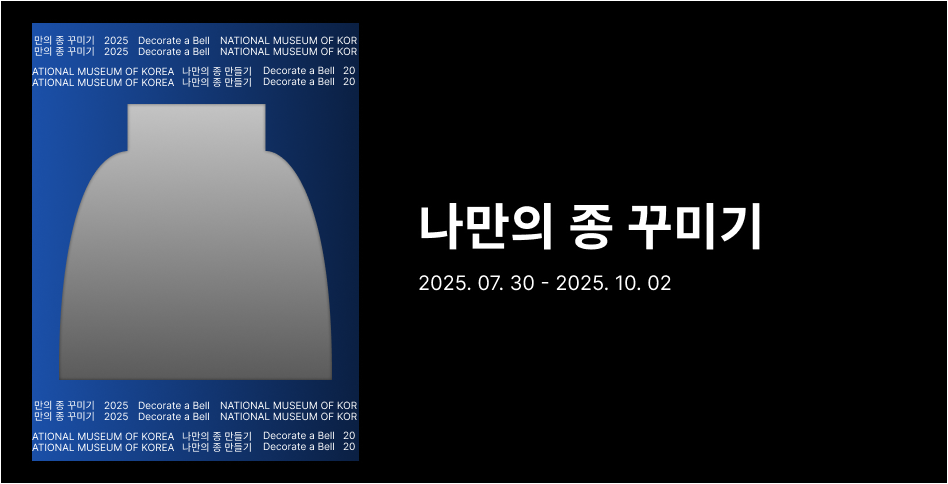 만의 종 꾸미기 2025 Decorate a Bell NATIONAL MUSEUM OF KOR
만의 종 꾸미기 2025 Decorate a Bell NATIONAL MUSEUM OF KOR
ATIONAL MUSEUM OF KOREA 나만의 종 만들기 Decorate a Bell 20
ATIONAL MUSEUM OF KOREA 나만의 종 만들기 Decorate a Bell 20
나만의 종 꾸미기
2025. 07. 30 - 2025. 10. 02
만의 종 꾸미기 2025 Decorate a Bell NATIONAL MUSEUM OF KOR
만의 종 꾸미기 2025 Decorate a Bell NATIONAL MUSEUM OF KOR
ATIONAL MUSEUM OF KOREA 나만의 종 만들기 Decorate a Bell 20
ATIONAL MUSEUM OF KOREA 나만의 종 만들기 Decorate a Bell 20